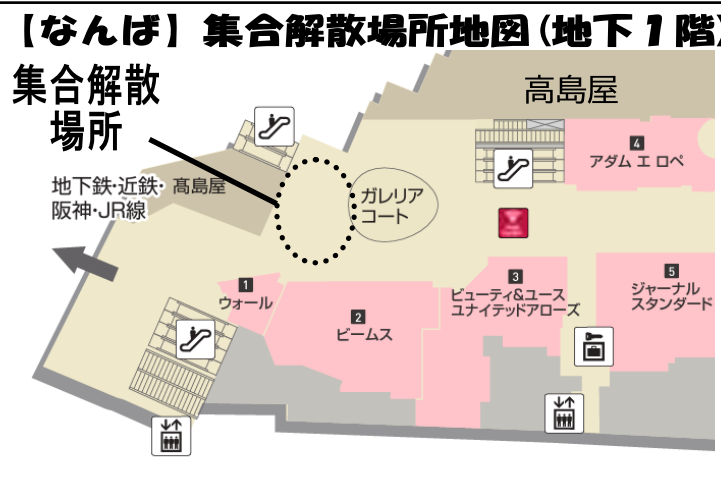 【なんば】集合解散場所地図(地下1階)
集合解散
場所
高島屋
4
アダム エ ロペ
地下鉄・近鉄・髙島屋
阪神・JR線
ガレリア
コート
1
ウォール
2
ビームス
3
ビューティ&ユース
ユナイテッドアローズ
5
ジャーナル
スタンダード